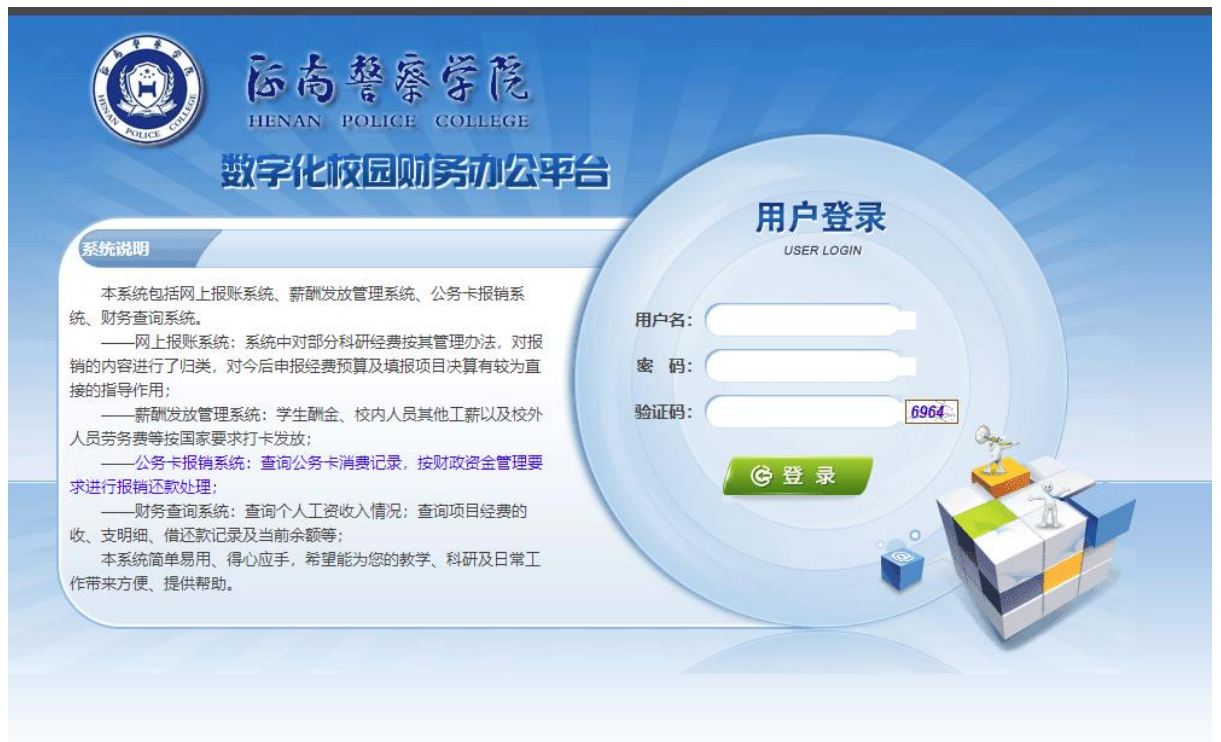 河南警察学院
HENAN POLICE COLLEGE
HENAN POLICE COLLEGE
数字化校园财务办公平台
系统说明
本系统包括网上报账系统、薪酬发放管理系统、公务卡报销系
统、财务查询系统。
——网上报账系统：系统中对部分科研经费按其管理办法，对报
销的内容进行了归类，对今后申报经费预算及填报项目决算有较为直
接的指导作用；
——薪酬发放管理系统：学生酬金、校内人员其他工薪以及校外
人员劳务费等按国家要求打卡发放；
——公务卡报销系统：查询公务卡消费记录，按财政资金管理要
求进行报销还款处理；
——财务查询系统：查询个人工资收入情况；查询项目经费的
收、支明细、借还款记录及当前余额等；
本系统简单易用、得心应手，希望能为您的教学、科研及日常工
作带来方便、提供帮助。
用户登录
USER LOGIN
用户名：
密 码：
验证码：
6964
登 录